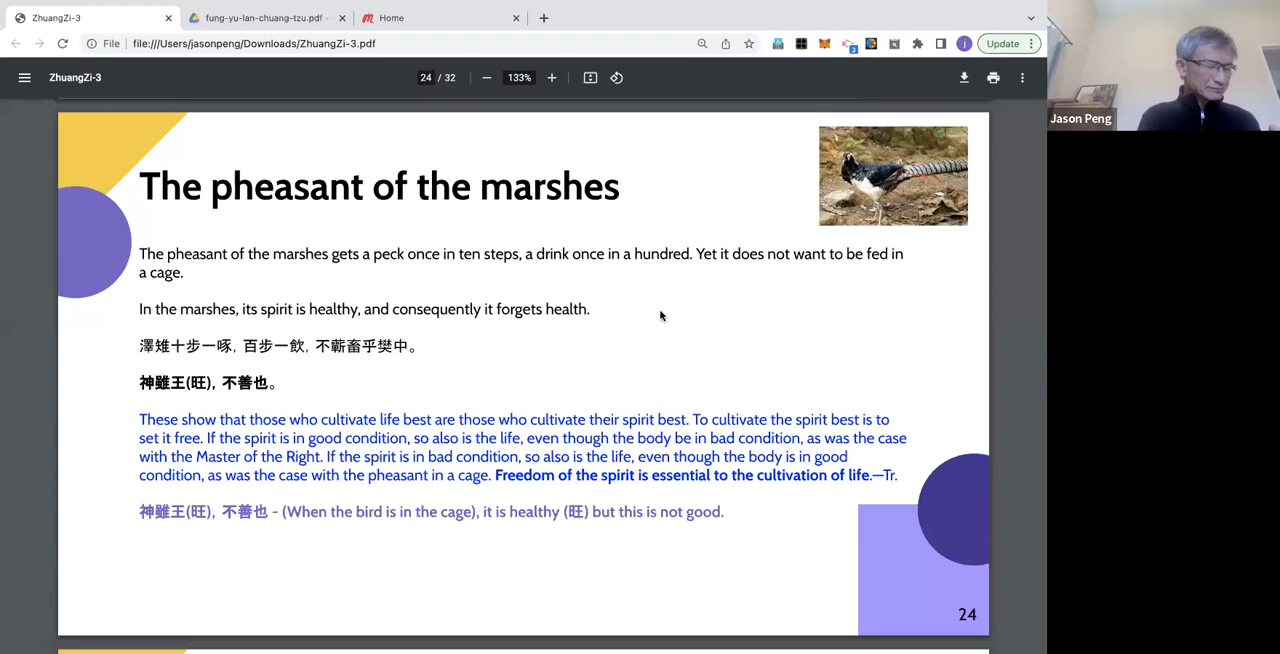 ZhuangZi-3
fung-yu-lan-chuang-tzu.pdf -
Home
File
file:///Users/jasonpeng/Downloads/ZhuangZi-3.pdf
3
j
Update
ZhuangZi-3
24 / 32
133%
Jason Peng
The pheasant of the marshes
The pheasant of the marshes gets a peck once in ten steps, a drink once in a hundred. Yet it does not want to be fed in
a cage.
In the marshes, its spirit is healthy, and consequently it forgets health.
澤雉十步一啄, 百步一飲, 不蘄畜乎樊中。
神雖王(旺), 不善也。
These show that those who cultivate life best are those who cultivate their spirit best. To cultivate the spirit best is to
set it free. If the spirit is in good condition, so also is the life, even though the body be in bad condition, as was the case
with the Master of the Right. If the spirit is in bad condition, so also is the life, even though the body is in good
condition, as was the case with the pheasant in a cage. Freedom of the spirit is essential to the cultivation of life.—Tr.
神雖王(旺), 不善也 - (When the bird is in the cage), it is healthy (旺) but this is not good.
24